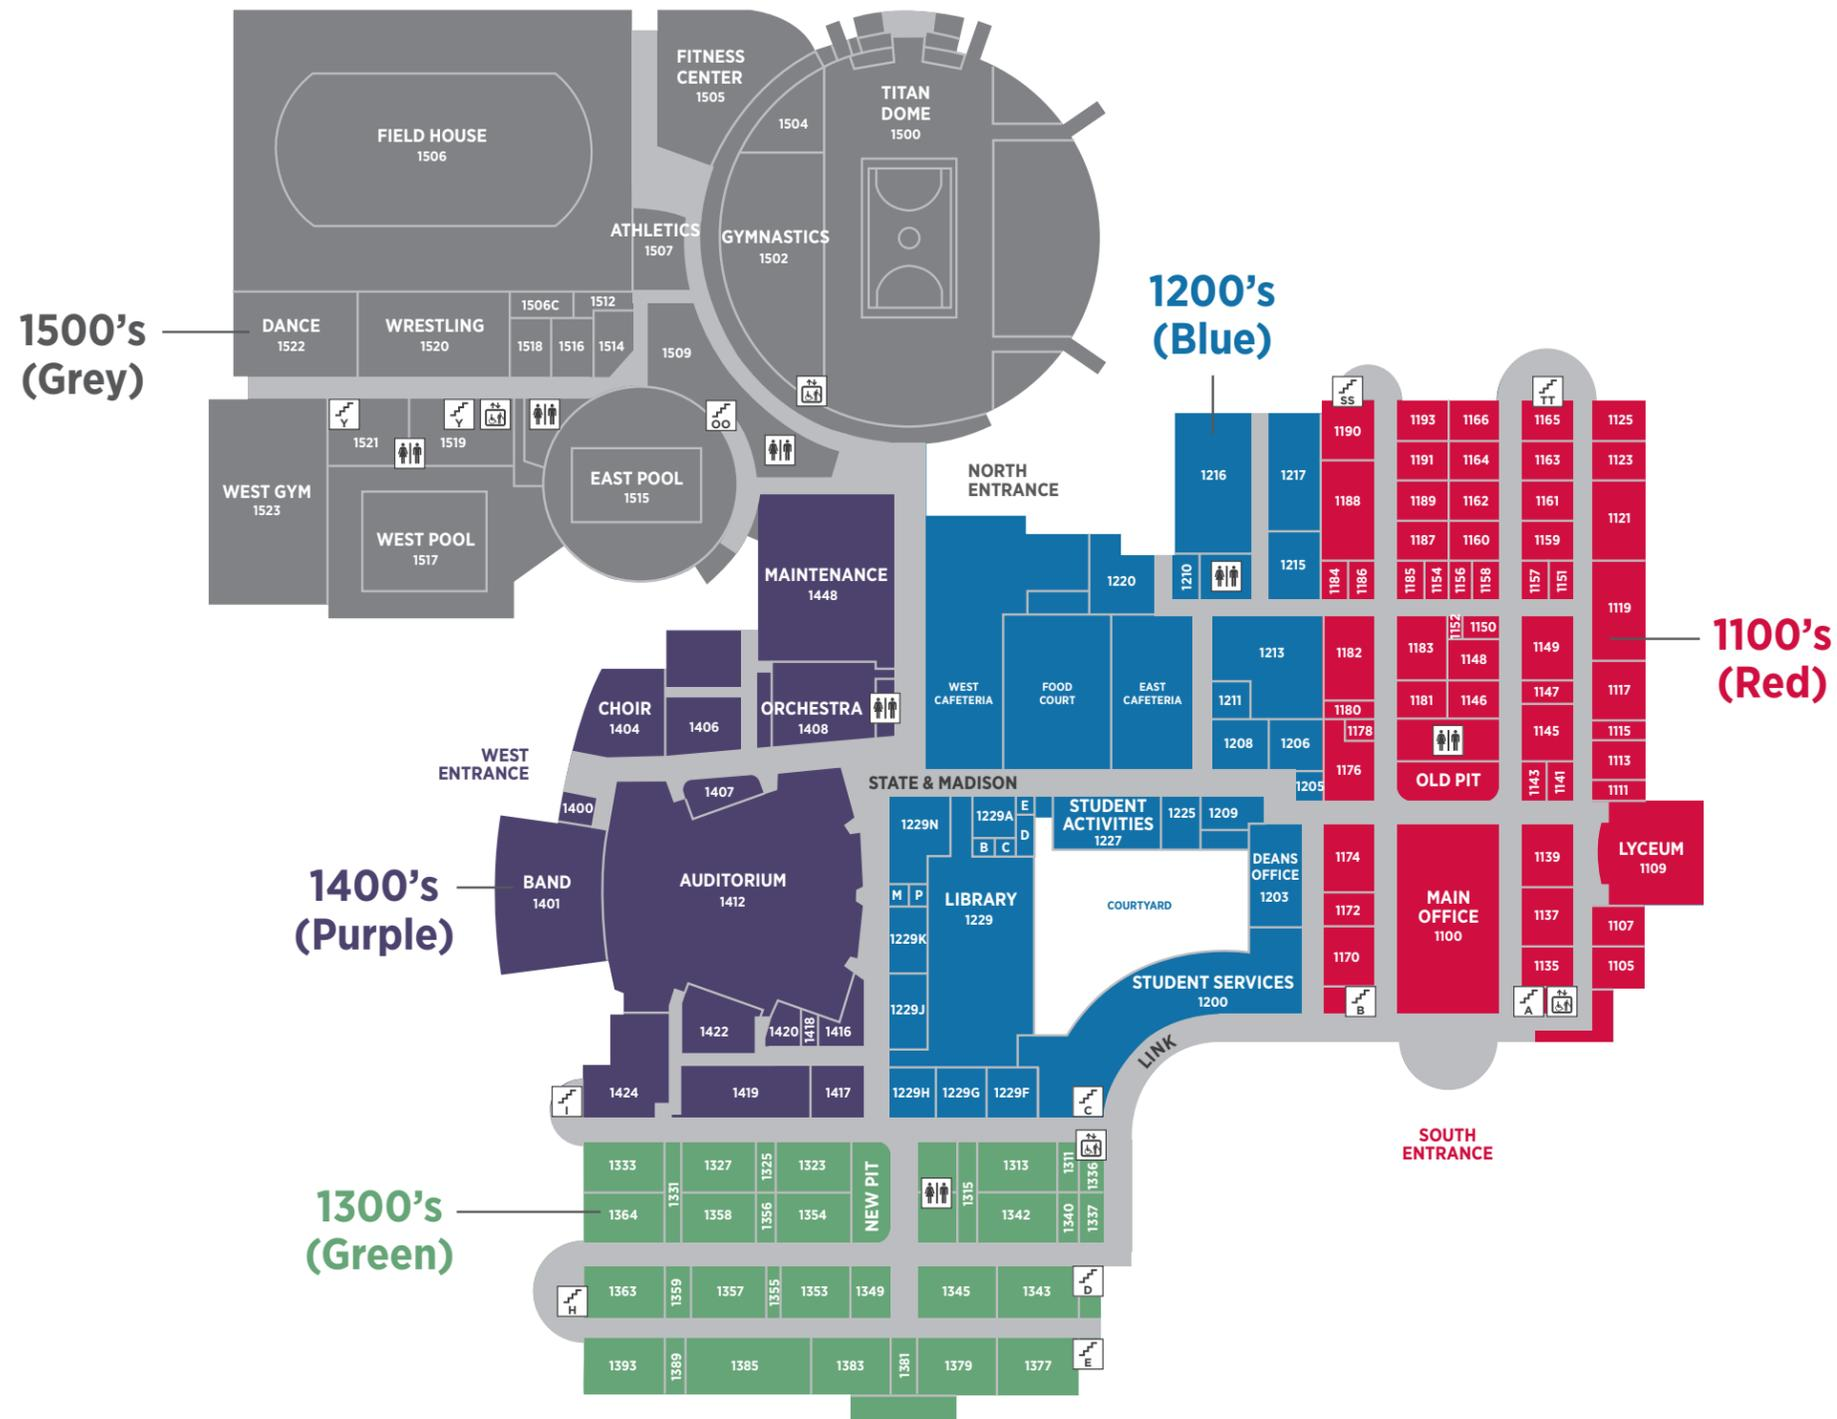 FITNESS
CENTER
1505
TITAN
DOME
1500
1504
FIELD HOUSE
1506
ATHLETICS
1507
GYMNASTICS
1502
1500's
(Grey)
DANCE
1522
WRESTLING
1520
1506C
1512
1518
1516
1514
1509
Y
1521
Y
1519
OO
WEST GYM
1523
WEST POOL
1517
EAST POOL
1515
NORTH
ENTRANCE
1200's
(Blue)
1216
1217
1215
1210
1220
WEST
CAFETERIA
FOOD
COURT
EAST
CAFETERIA
1213
1211
1208
1206
1205
SS
1190
1188
1184
1186
1193
1166
1191
1164
1189
1162
1187
1160
1185
1154
1156
1158
TT
1165
1163
1161
1159
1157
1151
1125
1123
1121
1119
1100's
(Red)
1182
1180
1178
1176
1183
1152
1150
1148
1181
1146
OLD PIT
1149
1147
1145
1143
1141
1117
1115
1113
1111
LYCEUM
1109
1174
1172
1170
B
MAIN
OFFICE
1100
1139
1137
1135
A
1107
1105
SOUTH
ENTRANCE
MAINTENANCE
1448
CHOIR
1404
1406
ORCHESTRA
1408
WEST
ENTRANCE
1400
1407
STATE & MADISON
1400's
(Purple)
BAND
1401
AUDITORIUM
1412
1422
1420
1418
1416
1424
1419
1417
I
1229N
1229A
E
D
B
C
M
P
1229K
1229J
LIBRARY
1229
1229H
1229G
1229F
STUDENT
ACTIVITIES
1227
1225
1209
DEANS
OFFICE
1203
COURTYARD
STUDENT SERVICES
1200
LINK
C
1300's
(Green)
1333
1331
1327
1325
1323
NEW PIT
1315
1313
1311
1336
1364
1358
1356
1354
1342
1340
1337
H
1363
1359
1357
1355
1353
1349
1345
1343
D
1393
1389
1385
1383
1381
1379
1377
E